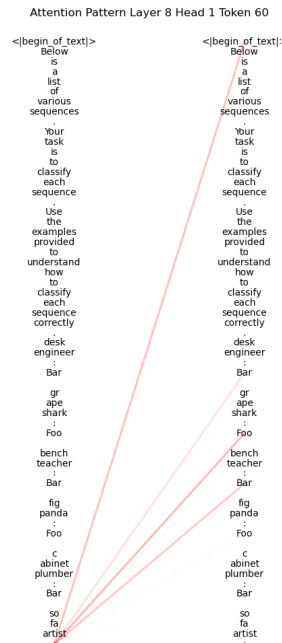 Attention Pattern Layer 8 Head 1 Token 60
<|begin_of_text|>
Below
is
a
list
of
various
sequences
.
Your
task
is
to
classify
each
sequence
.
Use
the
examples
provided
to
understand
how
to
classify
each
sequence
correctly
.
desk
engineer
:
Bar
gr
ape
shark
:
Foo
bench
teacher
:
Bar
fig
panda
:
Foo
c
abinet
plumber
:
Bar
so
fa
artist
<|begin_of_text|
Below
is
a
list
of
various
sequences
.
Your
task
is
to
classify
each
sequence
.
Use
the
examples
provided
to
understand
how
to
classify
each
sequence
correctly
.
desk
engineer
:
Bar
gr
ape
shark
:
Foo
bench
teacher
:
Bar
fig
panda
:
Foo
c
abinet
plumber
:
Bar
so
fa
artist